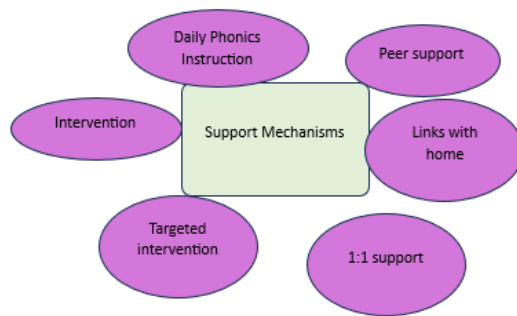 Daily Phonics
Instruction
Peer support
Intervention
Support Mechanisms
Links with
home
Targeted
intervention
1:1 support